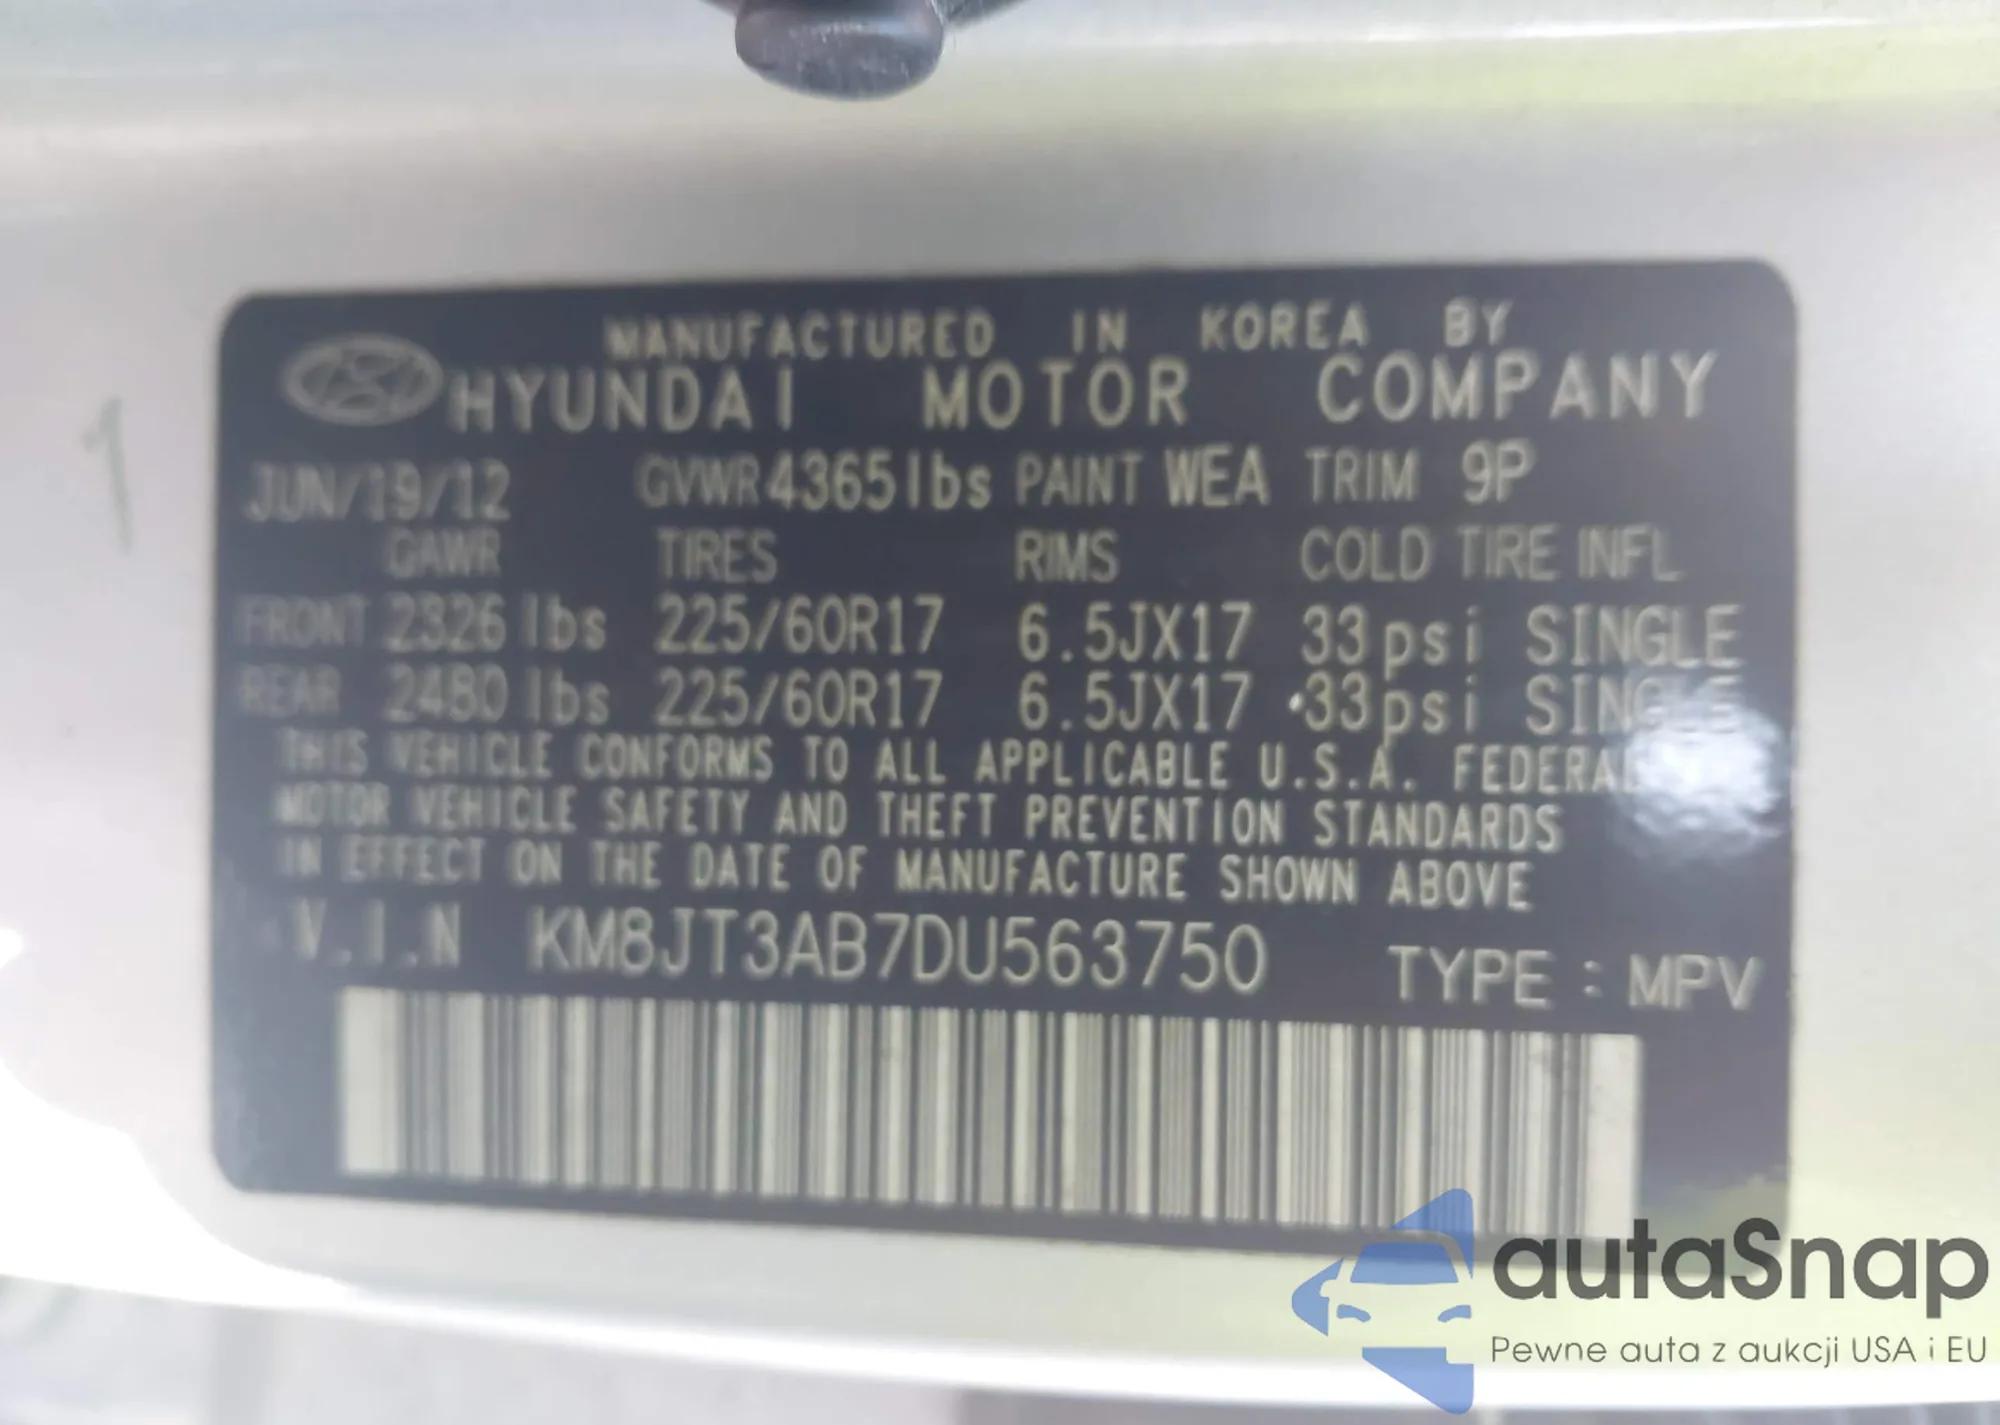 1
MANUFACTURED IN KOREA BY
HYUNDAI MOTOR COMPANY
JUN/19/12 GVWR 4365lbs PAINT WEA TRIM 9P
GAWR TIRES RIMS COLD TIRE INFL
FRONT 2326 lbs 225/60R17 6.5JX17 33psi SINGLE
REAR 2480 lbs 225/60R17 6.5JX17 33psi SINGLE
THIS VEHICLE CONFORMS TO ALL APPLICABLE U.S.A. FEDERAL
MOTOR VEHICLE SAFETY AND THEFT PREVENTION STANDARDS
IN EFFECT ON THE DATE OF MANUFACTURE SHOWN ABOVE
V.I.N KM8JT3AB7DU563750 TYPE : MPV
autaSnap
Pewne auta z aukcji USA i EU